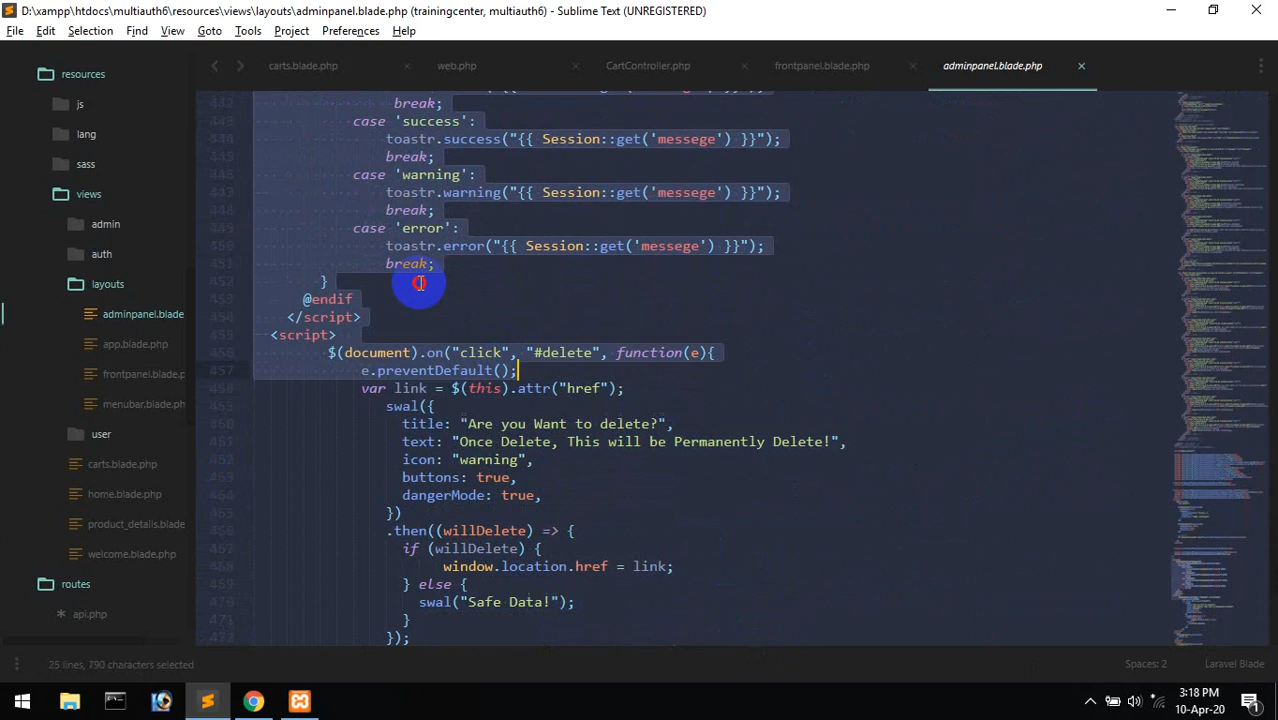 D:\xampp\htdocs\multiauth6\resources\views\layouts\adminpanel.blade.php (trainingcenter, multiauth6) - Sublime Text (UNREGISTERED)
File Edit Selection Find View Goto Tools Project Preferences Help
resources
js
lang
sass
views
admin
auth
layouts
adminpanel.blade
app.blade.php
frontpanel.blade.p
menubar.blade.php
user
carts.blade.php
home.blade.php
product_details.blade
welcome.blade.php
routes
api.php
carts.blade.php web.php CartController.php frontpanel.blade.php adminpanel.blade.php
break;
case 'success':
toastr.success("{{ Session::get('messege') }}");
break;
case 'warning':
toastr.warning("{{ Session::get('messege') }}");
break;
case 'error':
toastr.error("{{ Session::get('messege') }}");
break;
}
@endif
</script>
<script>
$(document).on("click", "#delete", function(e){
457 e.preventDefault();
var link = $(this).attr("href");
swal({
title: "Are you Want to delete?",
text: "Once Delete, This will be Permanently Delete!",
icon: "warning",
buttons: true,
dangerMode: true,
})
.then((willDelete) => {
if (willDelete) {
window.location.href = link;
} else {
swal("Safe Data!");
}
});
25 lines, 790 characters selected
Spaces: 2 Laravel Blade
3:18 PM
10-Apr-20